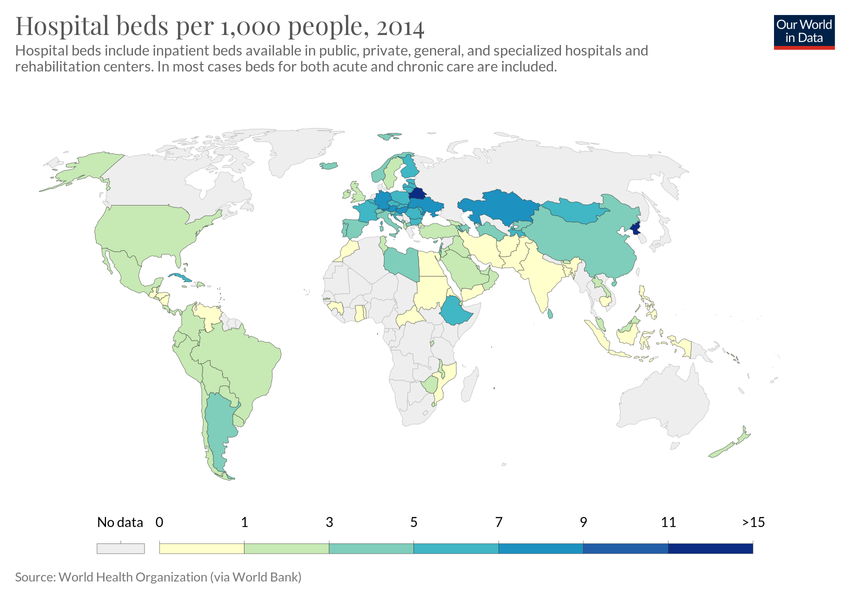 Hospital beds per 1,000 people, 2014
Our World
in Data
Hospital beds include inpatient beds available in public, private, general, and specialized hospitals and
rehabilitation centers. In most cases beds for both acute and chronic care are included.
No data 0 1 3 5 7 9 11 >15
Source: World Health Organization (via World Bank)